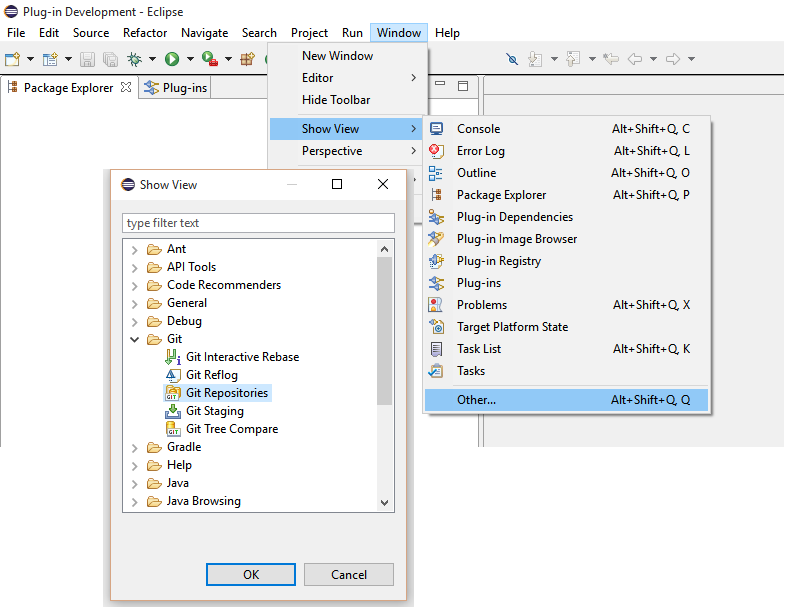 Plug-in Development - Eclipse
File Edit Source Refactor Navigate Search Project Run Window Help
Package Explorer Plug-ins
New Window
Editor
Hide Toolbar
Show View
Perspective
Console Alt+Shift+Q, C
Error Log Alt+Shift+Q, L
Outline Alt+Shift+Q, O
Package Explorer Alt+Shift+Q, P
Plug-in Dependencies
Plug-in Image Browser
Plug-in Registry
Plug-ins
Problems Alt+Shift+Q, X
Target Platform State
Task List Alt+Shift+Q, K
Tasks
Other... Alt+Shift+Q, Q
Show View
type filter text
Ant
API Tools
Code Recommenders
General
Debug
Git
Git Interactive Rebase
Git Reflog
Git Repositories
Git Staging
Git Tree Compare
Gradle
Help
Java
Java Browsing
OK Cancel